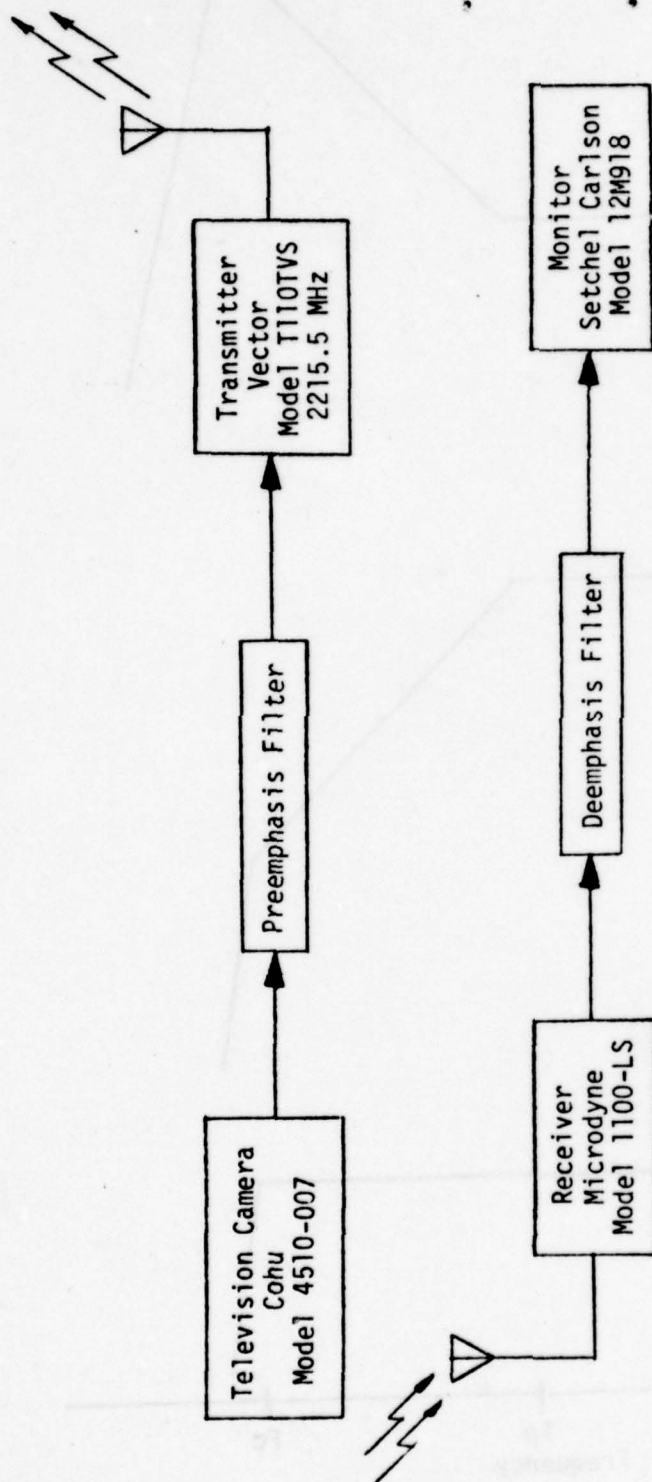 Television Camera
Cohu
Model 4510-007
Preemphasis Filter
Transmitter
Vector
Model T110TVS
2215.5 MHz
Receiver
Microdyne
Model 1100-LS
Deemphasis Filter
Monitor
Setchel Carlson
Model 12M918